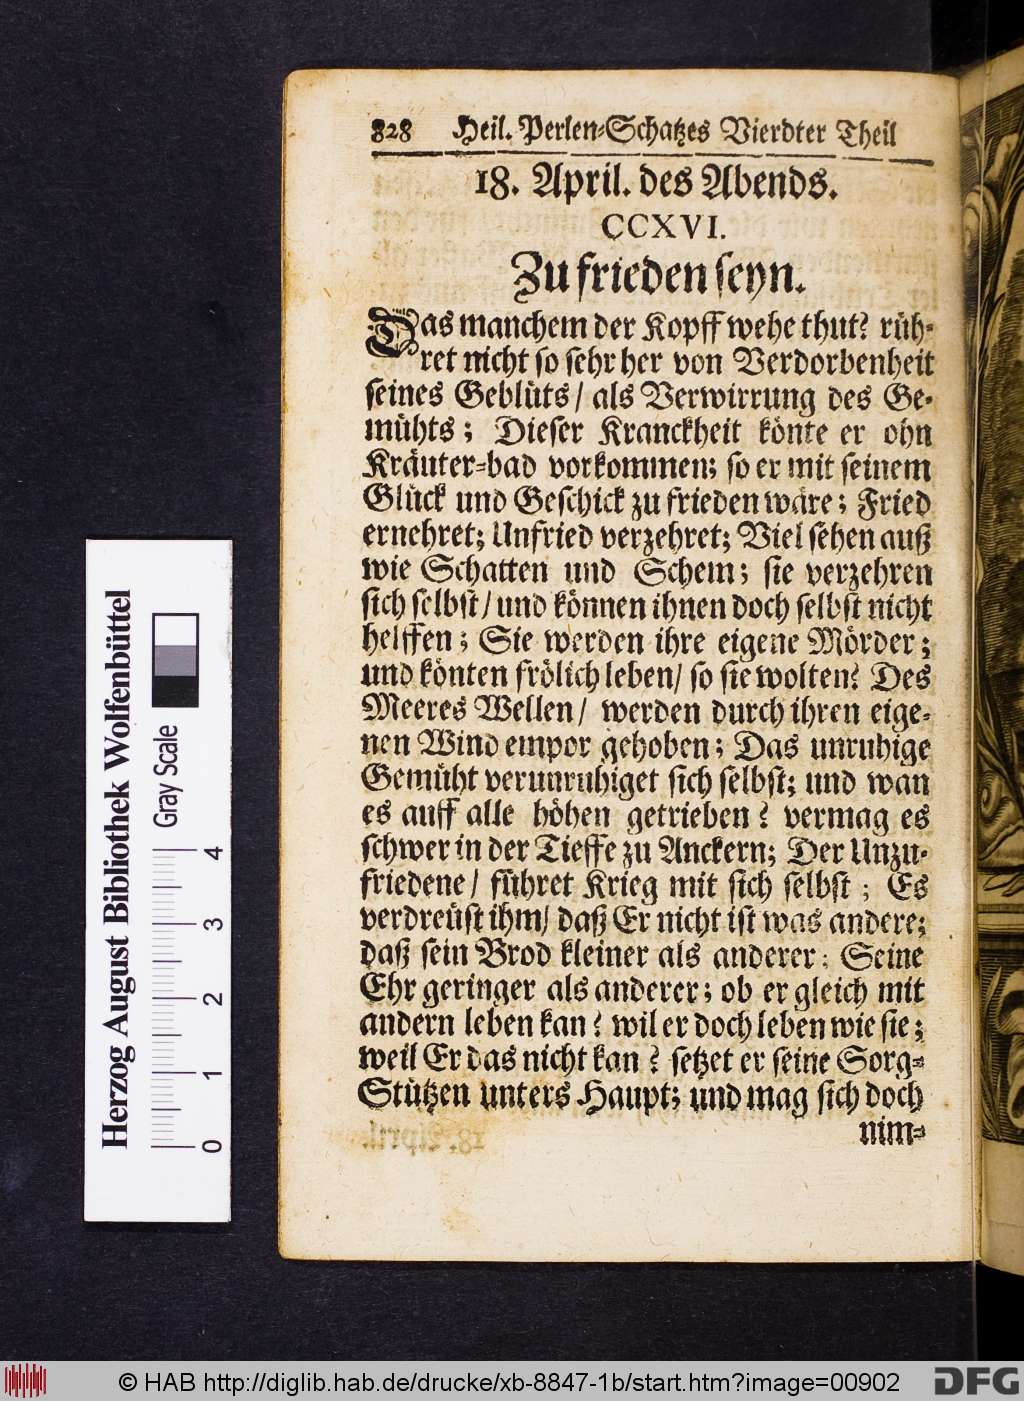 828 Heil. Perlen-Schatzes Vierdter Theil
18. April. des Abends.
CCXVI.
Zu frieden seyn.
Das manchem der Kopff wehe thut? rüh-
ret nicht so sehr her von Verdorbenheit
seines Geblüts / als Verwirrung des Ge-
mühts; Dieser Kranckheit könte er ohn
Kräuter-bad vorkommen; so er mit seinem
Glück und Geschick zu frieden wäre; Fried
ernehret; Unfried verzehret; Viel sehen auß
wie Schatten und Schem; sie verzehren
sich selbst / und können ihnen doch selbst nicht
helffen; Sie werden ihre eigene Mörder;
und könten frölich leben / so sie wolten? Des
Meeres Wellen / werden durch ihren eige-
nen Wind empor gehoben; Das unruhige
Gemüht verunruhiget sich selbst; und wan
es auff alle höhen getrieben? vermag es
schwer in der Tieffe zu Anckern; Der Unzu-
friedene / führet Krieg mit sich selbst; Es
verdreüst ihm / daß Er nicht ist was andere;
daß sein Brod kleiner als anderer; Seine
Ehr geringer als anderer; ob er gleich mit
andern leben kan? wil er doch leben wie sie;
weil Er das nicht kan? setzet er seine Sorg-
Stützen unters Haupt; und mag sich doch
nim-
Herzog August Bibliothek Wolfenbüttel
Gray Scale
0 1 2 3 4
© HAB http://diglib.hab.de/drucke/xb-8847-1b/start.htm?image=00902
DFG